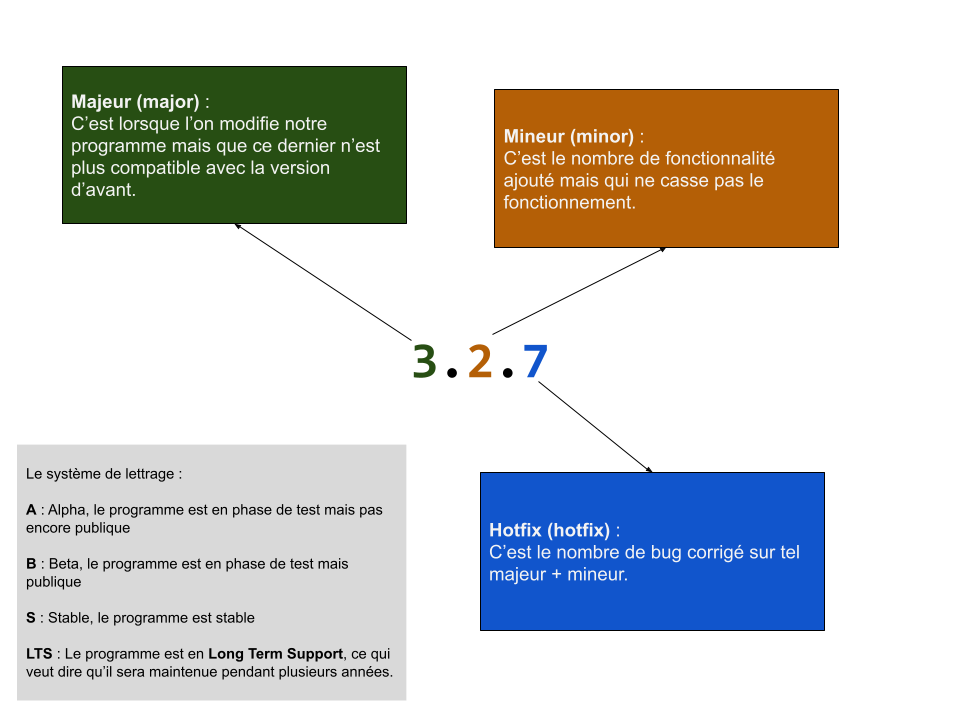 Majeur (major) :
C’est lorsque l’on modifie notre
programme mais que ce dernier n’est
plus compatible avec la version
d’avant.
Mineur (minor) :
C’est le nombre de fonctionnalité
ajouté mais qui ne casse pas le
fonctionnement.
3.2.7
Le système de lettrage :
A : Alpha, le programme est en phase de test mais pas
encore publique
B : Beta, le programme est en phase de test mais
publique
S : Stable, le programme est stable
LTS : Le programme est en Long Term Support, ce qui
veut dire qu’il sera maintenue pendant plusieurs années.
Hotfix (hotfix) :
C’est le nombre de bug corrigé sur tel
majeur + mineur.